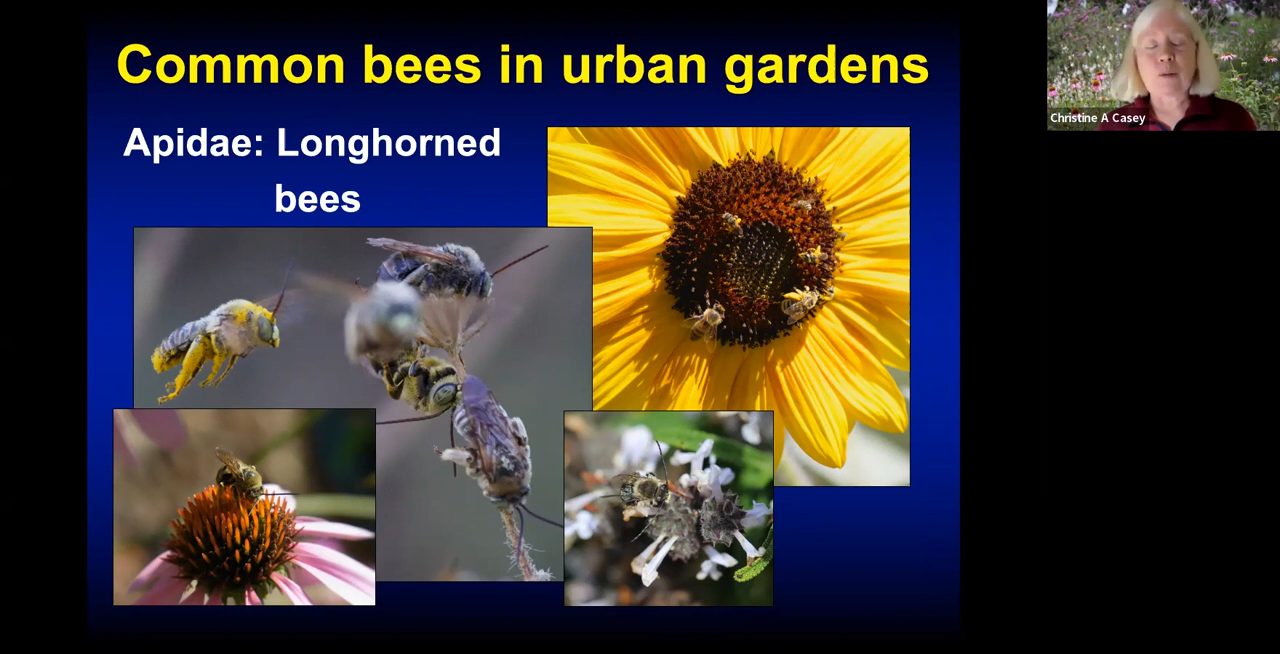 Common bees in urban gardens
Apidae: Longhorned
bees
Christine A Casey